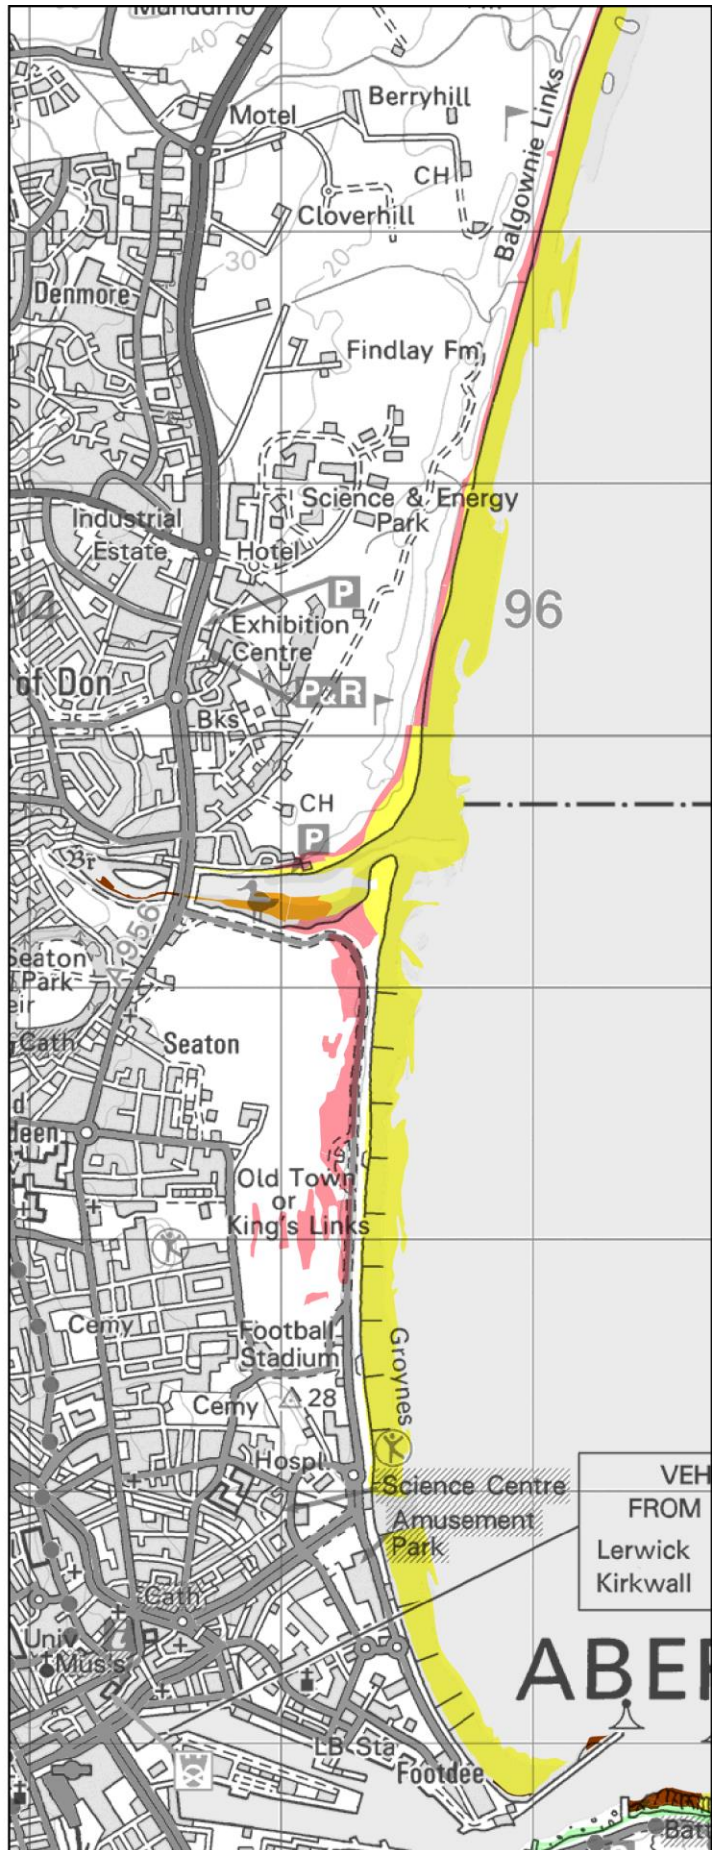 Motel
Berryhill
Balgownie Links
CH
Cloverhill
40
30
20
Denmore
Findlay Fm
Science & Energy
Park
Industrial
Estate
Hotel
P
96
Exhibition
Centre
of Don
P&R
Bks
CH
P
Br
A 956
Seaton
Park
Cath
Seaton
Old Town
or
King's Links
Cemy
Football
Stadium
Groynes
28
Cemy
Hospl
Science Centre
Amusement
Park
VEH
FROM
Lerwick
Kirkwall
Cath
Univ
Mus's
ABE
LB Sta
Footdee
Batt